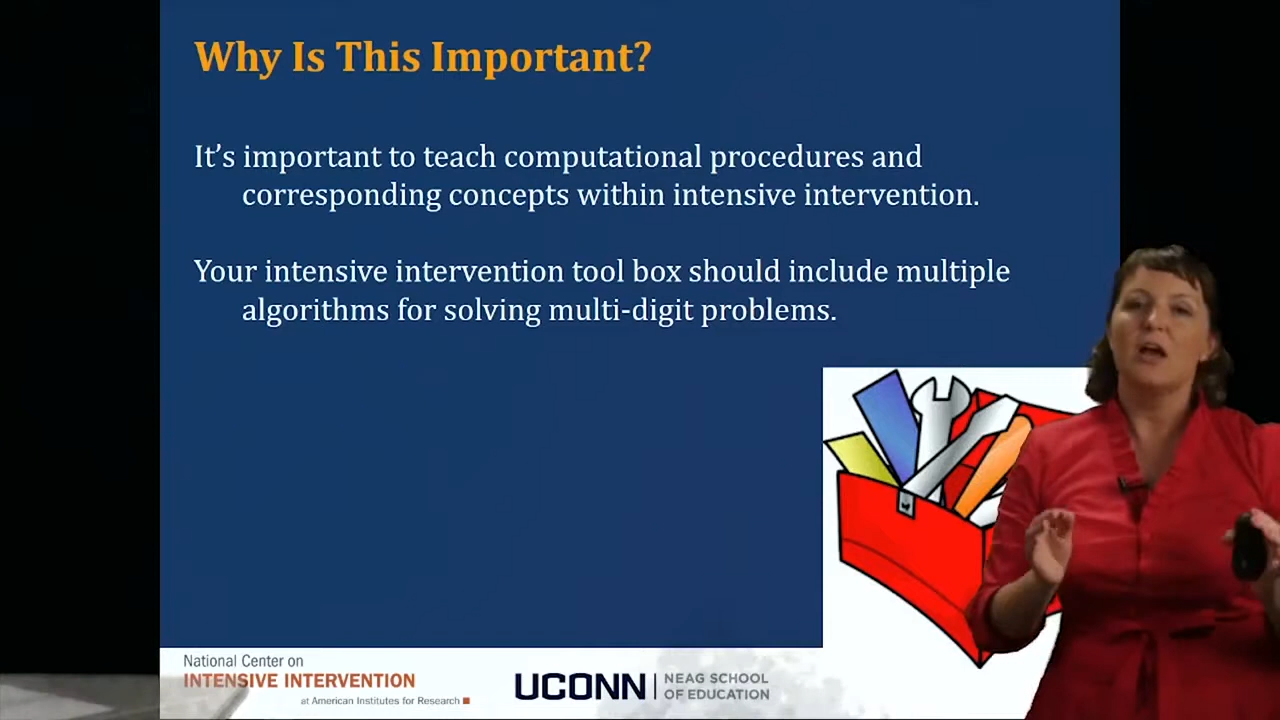 Why Is This Important?
It's important to teach computational procedures and
corresponding concepts within intensive intervention.
Your intensive intervention tool box should include multiple
algorithms for solving multi-digit problems.
National Center on
INTENSIVE INTERVENTION
at American Institutes for Research
UCONN
NEAG SCHOOL
OF EDUCATION